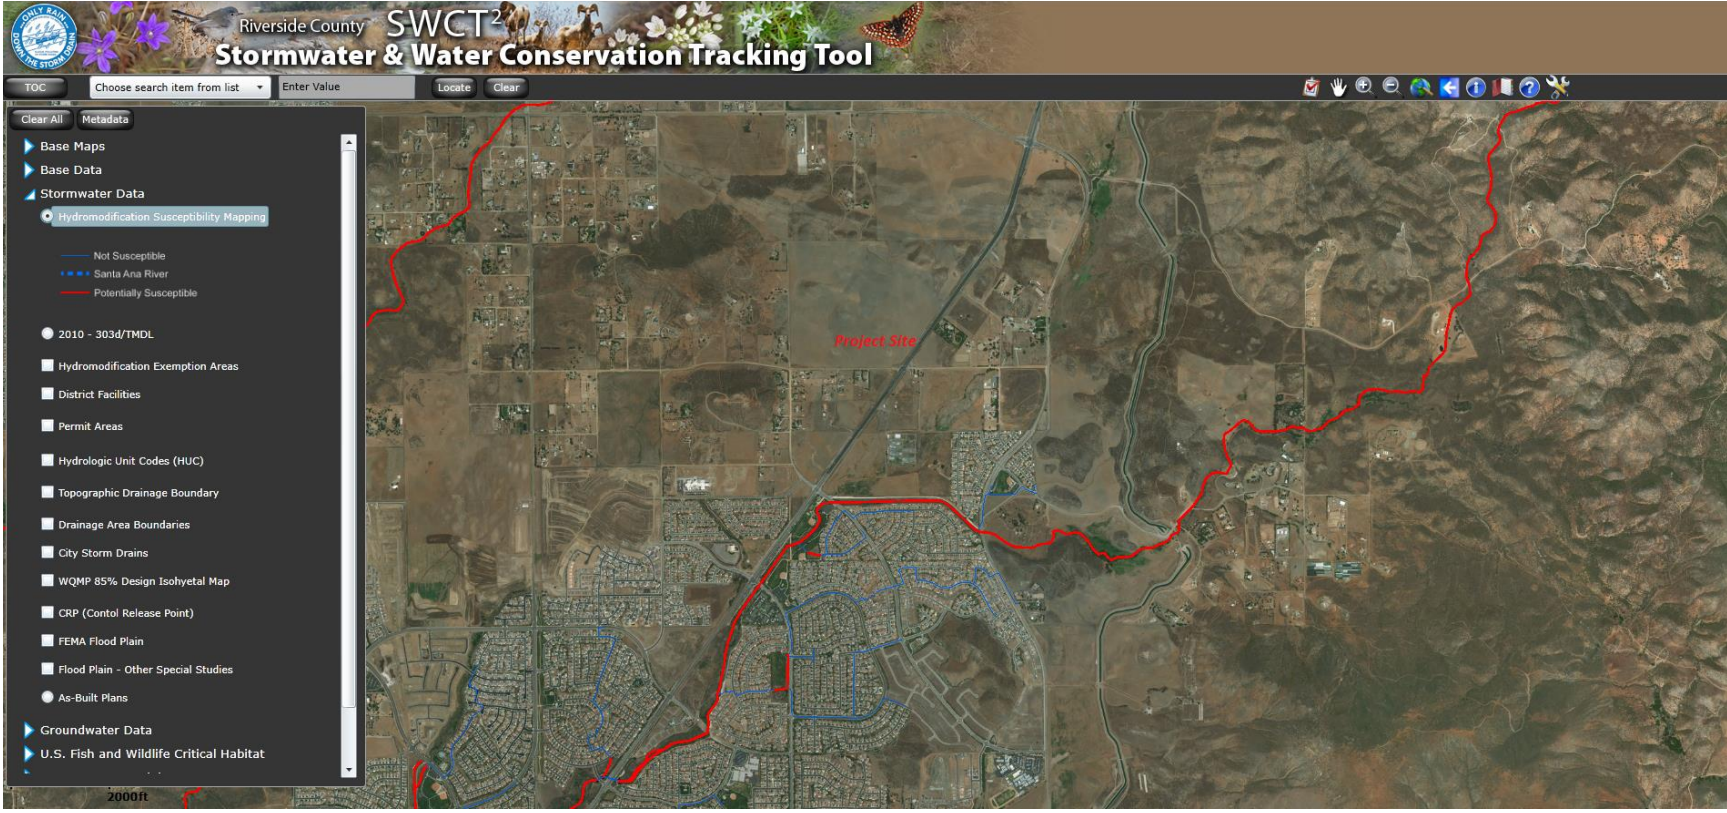 ONLY RAIN
DOWN THE STORM DRAIN
Riverside County SWCT²
Stormwater & Water Conservation Tracking Tool
TOC
Choose search item from list
Enter Value
Locate
Clear
Clear All
Metadata
Base Maps
Base Data
Stormwater Data
Hydromodification Susceptibility Mapping
Not Susceptible
Santa Ana River
Potentially Susceptible
2010 - 303d/TMDL
Hydromodification Exemption Areas
District Facilities
Permit Areas
Hydrologic Unit Codes (HUC)
Topographic Drainage Boundary
Drainage Area Boundaries
City Storm Drains
WQMP 85% Design Isohyetal Map
CRP (Contol Release Point)
FEMA Flood Plain
Flood Plain - Other Special Studies
As-Built Plans
Groundwater Data
U.S. Fish and Wildlife Critical Habitat
2000ft
Project Site